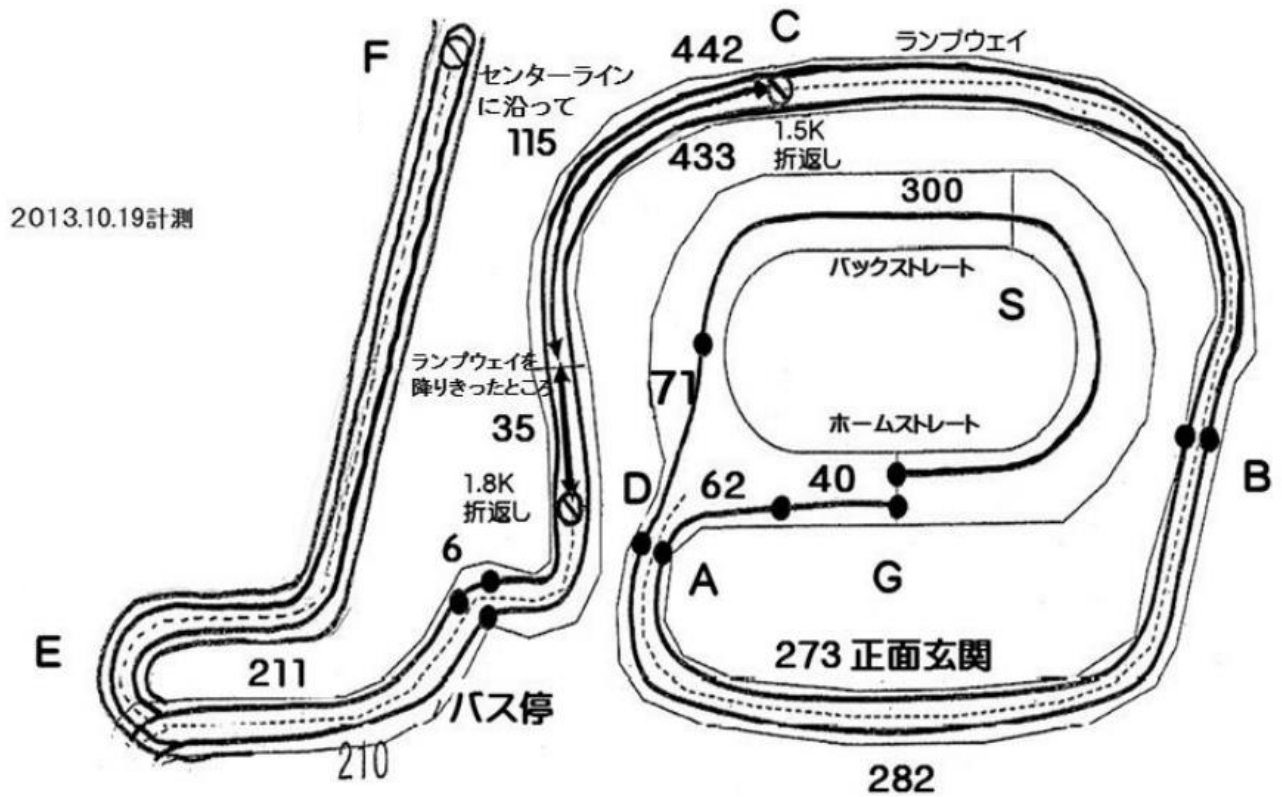 C
ランプウェイ
442
F
センターライン
に沿って
115
1.5K
折返し
433
300
2013.10.19計測
バックストレート
S
ランプウェイを
降りきったところ
71
35
ホームストレート
B
1.8K
折返し
D
62
40
6
A
G
E
273 正面玄関
211
バス停
210
282